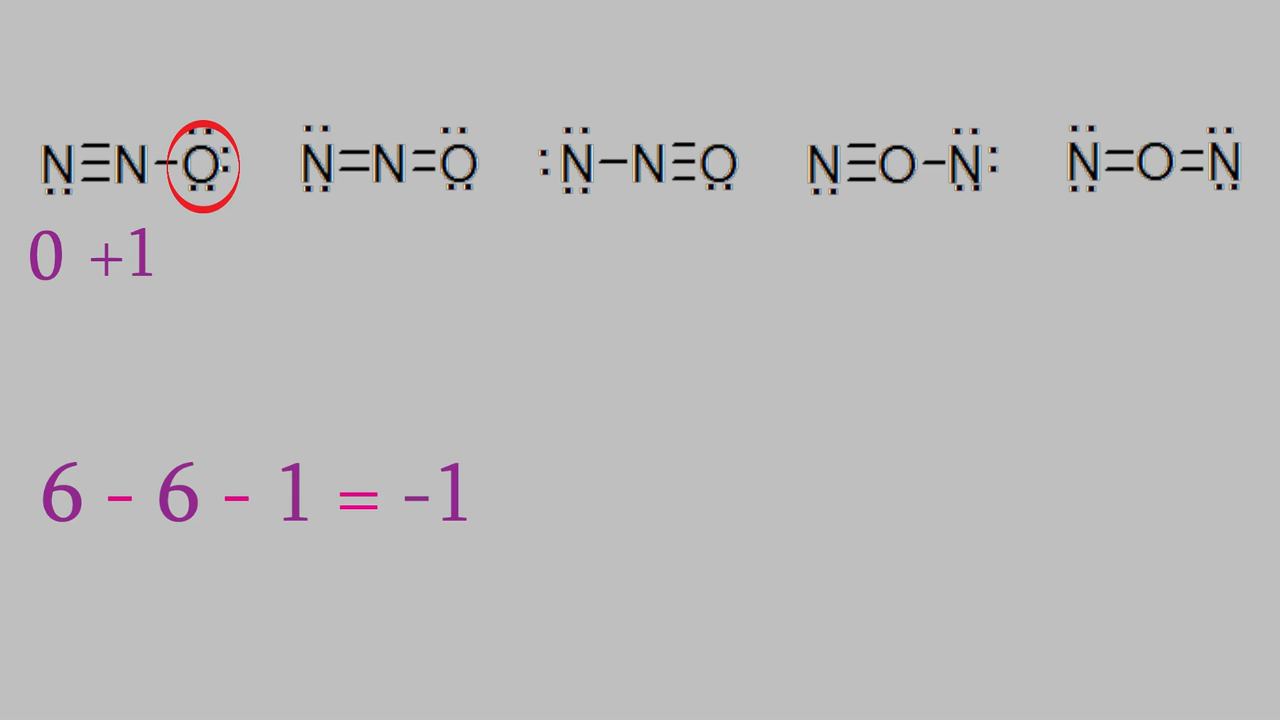 N≡N–O N=N=O N–N≡O N≡O–N N=O=N
0 +1
6 - 6 - 1 = -1